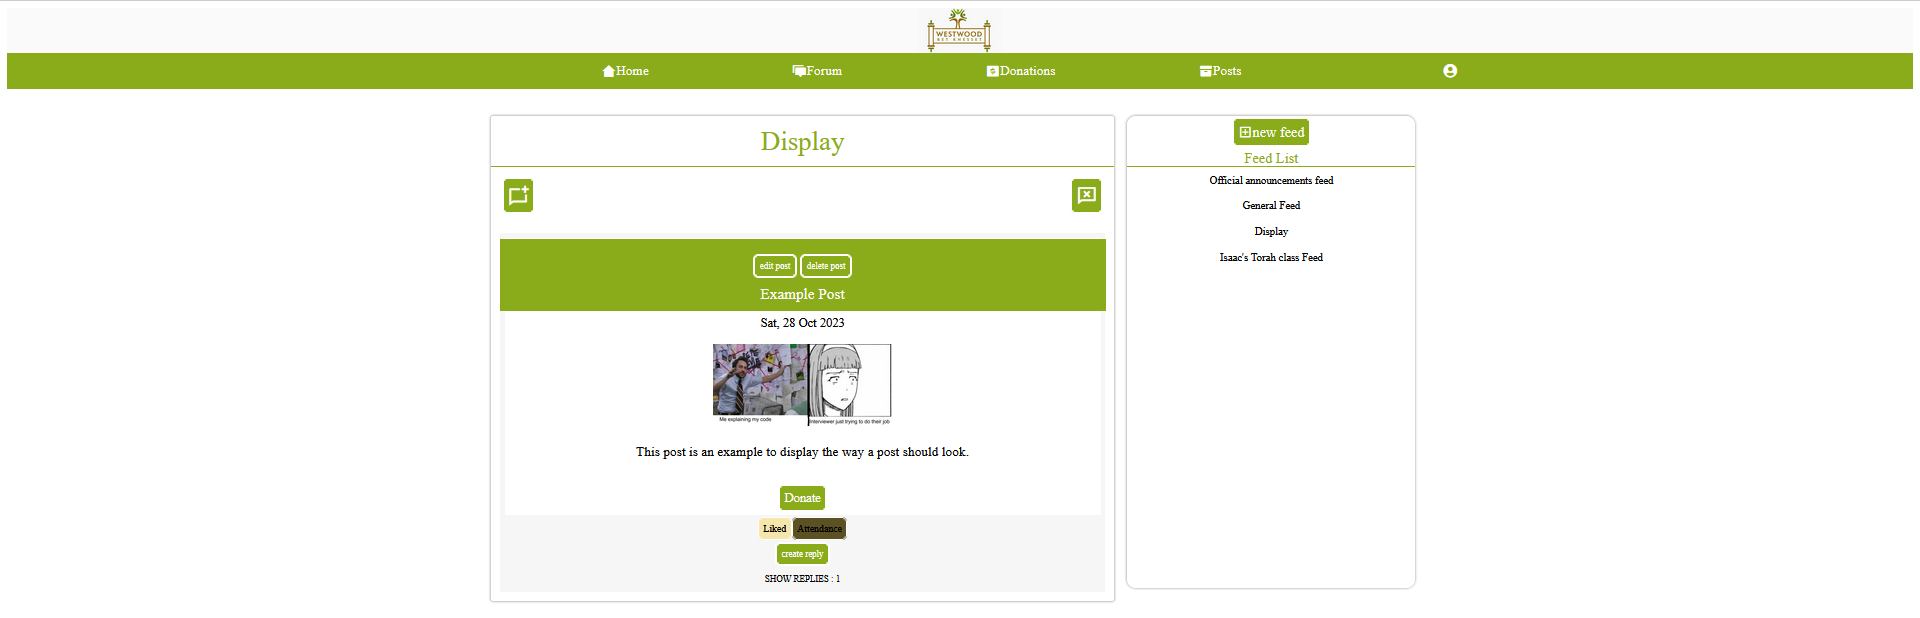 WESTWOOD
BET KNESSET
Home
Forum
Donations
Posts
Display
edit post
delete post
Example Post
Sat, 28 Oct 2023
Me explaining my code
Interviewer just trying to do their job
This post is an example to display the way a post should look.
Donate
Liked
Attendance
create reply
SHOW REPLIES : 1
new feed
Feed List
Official announcements feed
General Feed
Display
Isaac's Torah class Feed